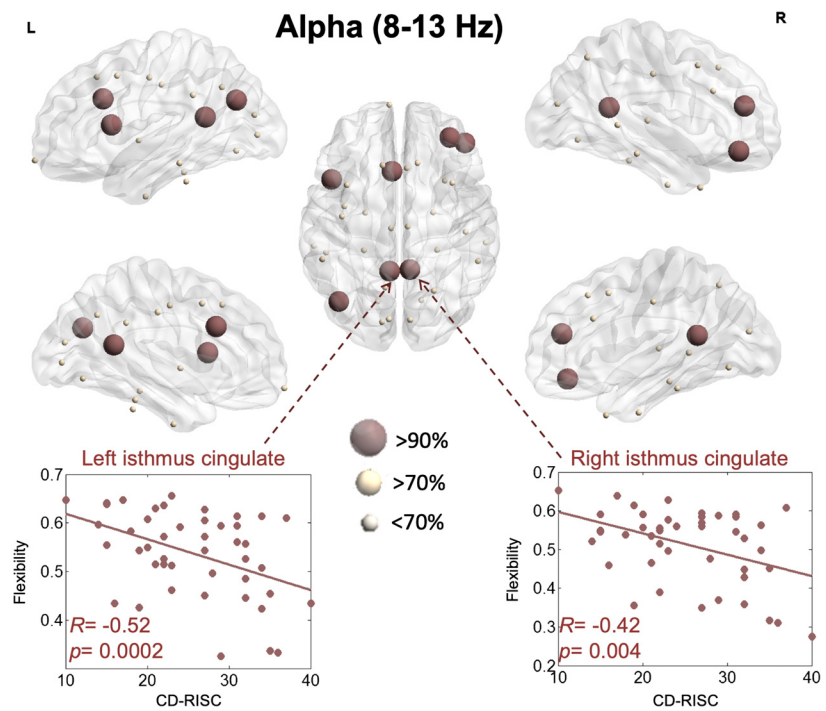 L
Alpha (8-13 Hz)
R
>90%
>70%
<70%
Left isthmus cingulate
0.7
0.6
0.5
0.4
Flexibility
R= -0.52
p= 0.0002
10
20
30
40
CD-RISC
Right isthmus cingulate
0.7
0.6
0.5
0.4
0.3
0.2
Flexibility
R= -0.42
p= 0.004
10
20
30
40
CD-RISC